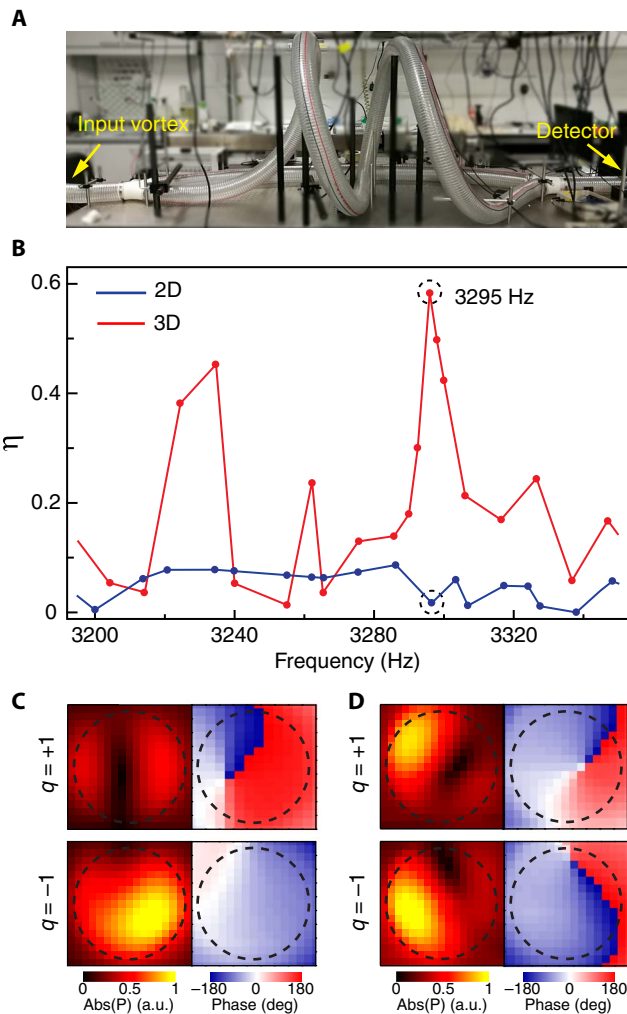 A
Input vortex
Detector
B
0.6
2D
3D
3295 Hz
0.4
η
0.2
0
3200
3240
3280
3320
Frequency (Hz)
C
D
q = +1
q = +1
q = −1
q = −1
0
0.5
1
−180
0
180
0
0.5
1
−180
0
180
Abs(P) (a.u.)
Phase (deg)
Abs(P) (a.u.)
Phase (deg)